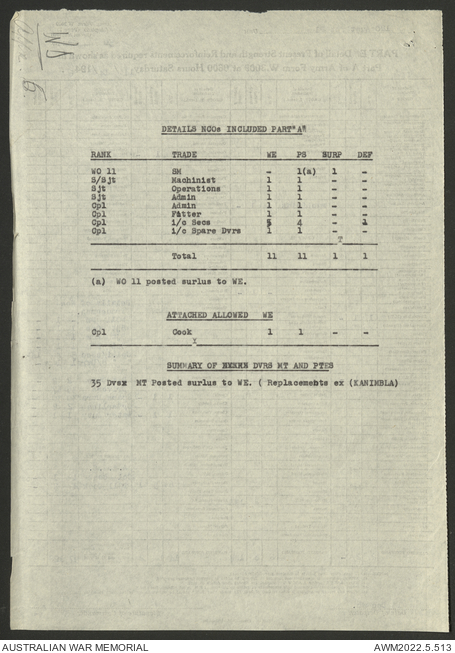 DETAILS NCOs INCLUDED PART"A"
RANK TRADE WE PS SURP DEF
WO 11 SM - 1(a) 1 -
S/Sjt Machinist 1 1 - -
Sjt Operations 1 1 - -
Sjt Admin 1 1 - -
Cpl Admin 1 1 - -
Cpl Fitter 1 1 - -
Cpl i/c Secs 5 4 - 1
Cpl i/c Spare Dvrs 1 1 - -
Total 11 11 1 1
(a) WO 11 posted surlus to WE.
ATTACHED ALLOWED WE
Cpl Cook 1 1 - -
SUMMARY OF DVRS MT AND PTES
35 Dvsx MT Posted surlus to WE. ( Replacements ex (KANIMBLA)
AUSTRALIAN WAR MEMORIAL
AWM2022.5.513